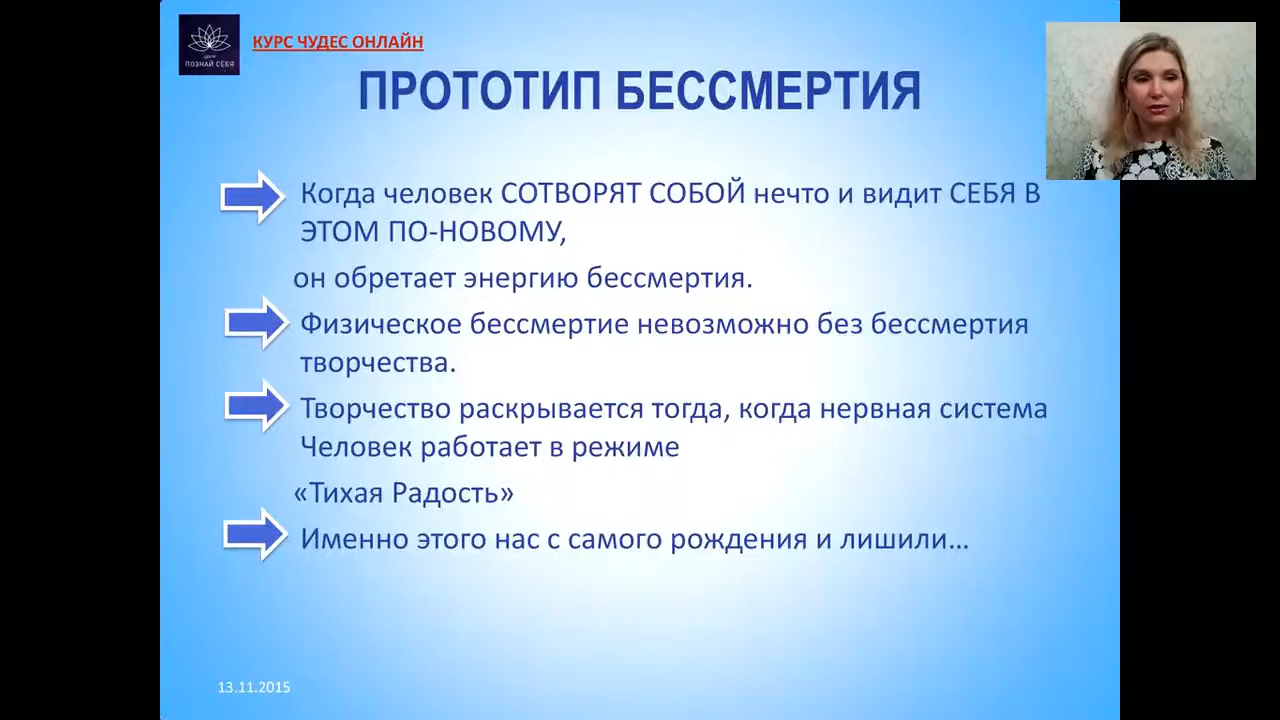 ЦЕНТР
ПОЗНАЙ СЕБЯ
КУРС ЧУДЕС ОНЛАЙН
ПРОТОТИП БЕССМЕРТИЯ
Когда человек СОТВОРЯТ СОБОЙ нечто и видит СЕБЯ В
ЭТОМ ПО-НОВОМУ,
он обретает энергию бессмертия.
Физическое бессмертие невозможно без бессмертия
творчества.
Творчество раскрывается тогда, когда нервная система
Человек работает в режиме
«Тихая Радость»
Именно этого нас с самого рождения и лишили...
13.11.2015